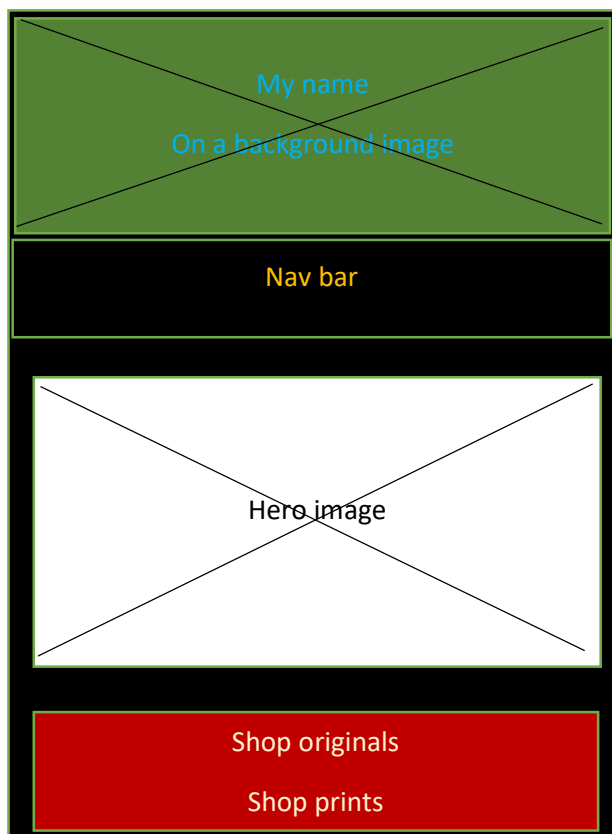 My name
On a background image
Nav bar
Hero image
Shop originals
Shop prints